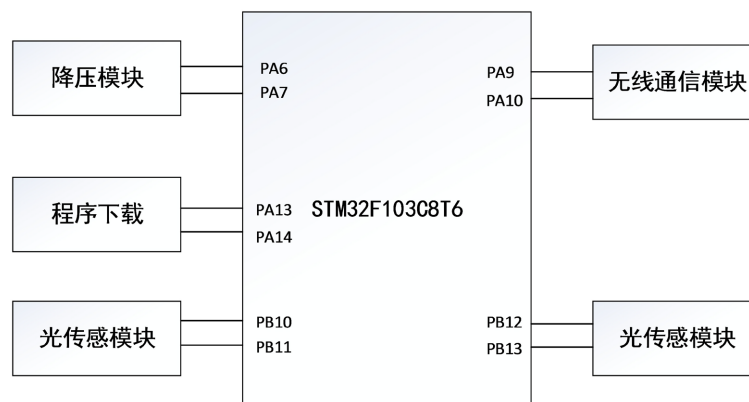 降压模块
PA6
PA7
PA9
PA10
无线通信模块
程序下载
PA13
PA14
STM32F103C8T6
光传感模块
PB10
PB11
PB12
PB13
光传感模块